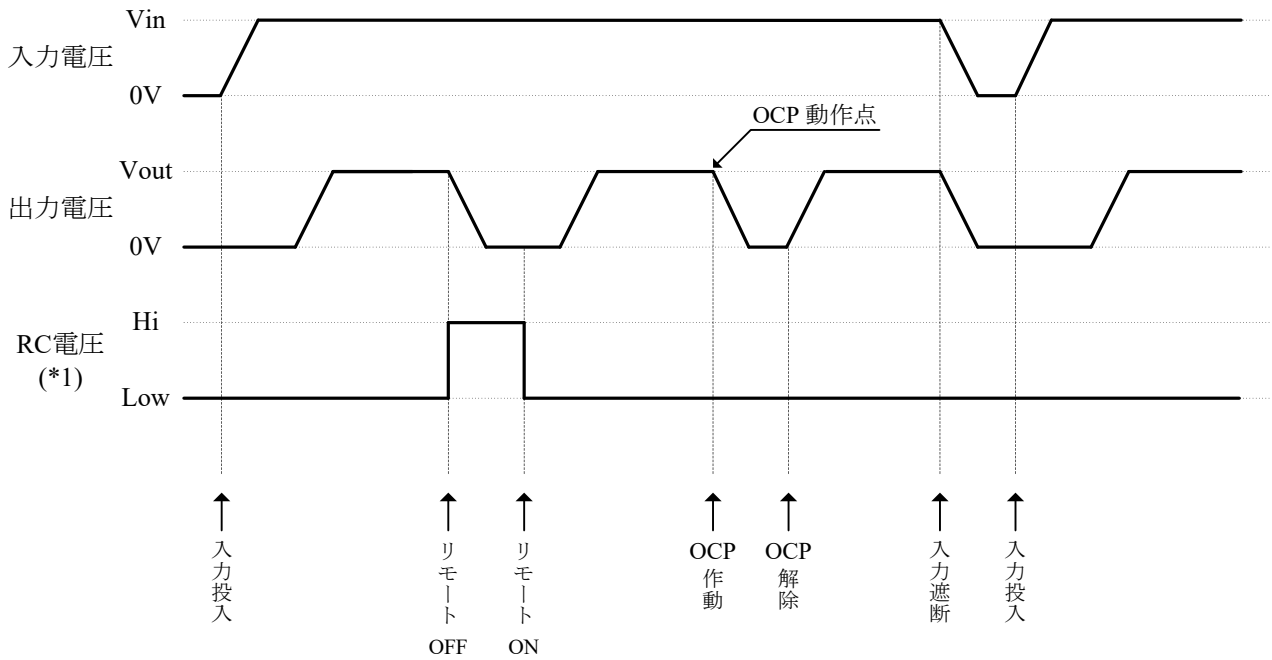 Vin
入力電圧
0V
OCP 動作点
Vout
出力電圧
0V
Hi
RC電圧
(*1)
Low
入力投入
リモート
OFF
リモート
ON
OCP
作動
OCP
解除
入力遮断
入力投入